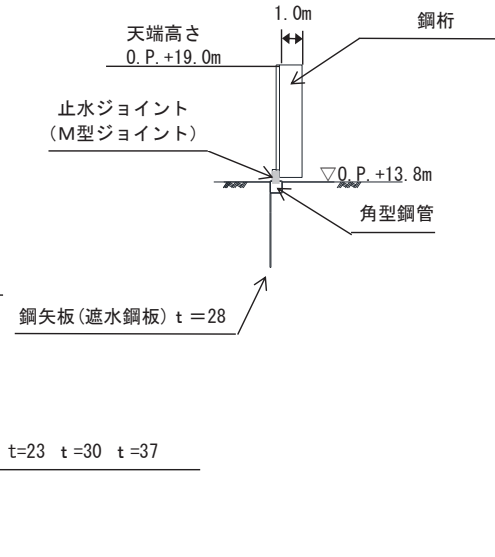 1.0m
鋼桁
天端高さ
O.P.+19.0m
止水ジョイント
（M型ジョイント）
▽O.P.+13.8m
角型鋼管
鋼矢板(遮水鋼板) t＝28
t=23 t=30 t=37